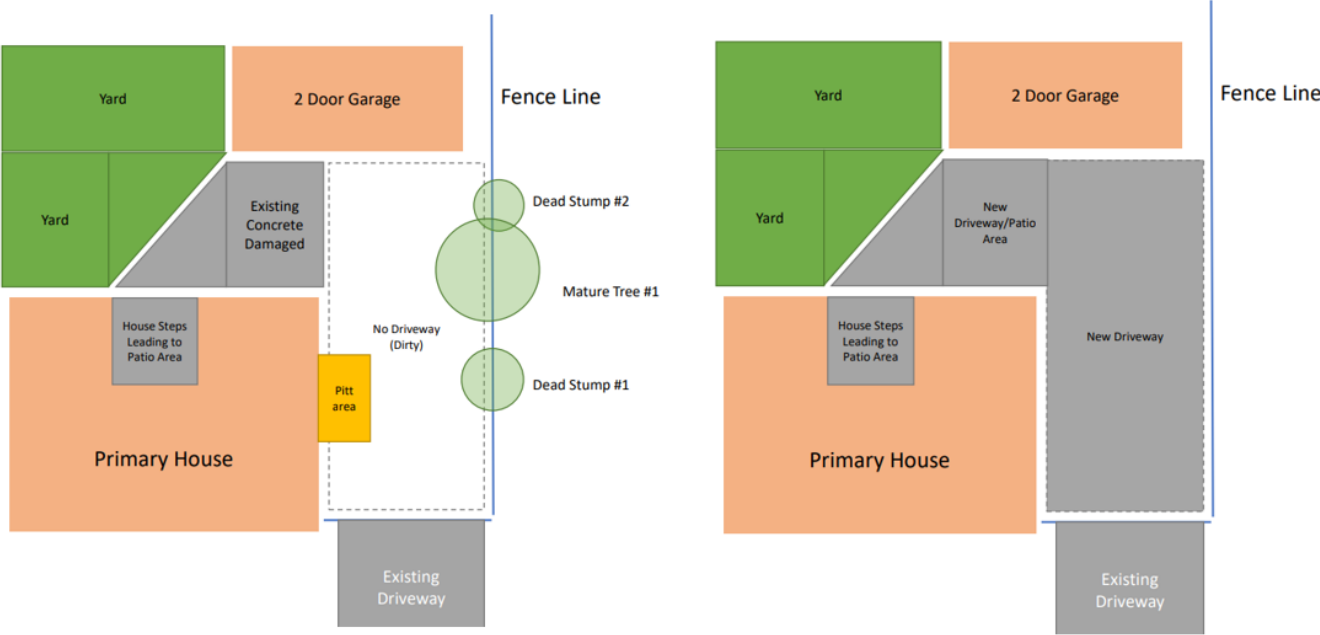 Yard
2 Door Garage
Fence Line
Yard
Existing
Concrete
Damaged
Dead Stump #2
Mature Tree #1
House Steps
Leading to
Patio Area
No Driveway
(Dirty)
Pitt
area
Dead Stump #1
Primary House
Existing
Driveway
Yard
2 Door Garage
Fence Line
Yard
New
Driveway/Patio
Area
House Steps
Leading to
Patio Area
New Driveway
Primary House
Existing
Driveway